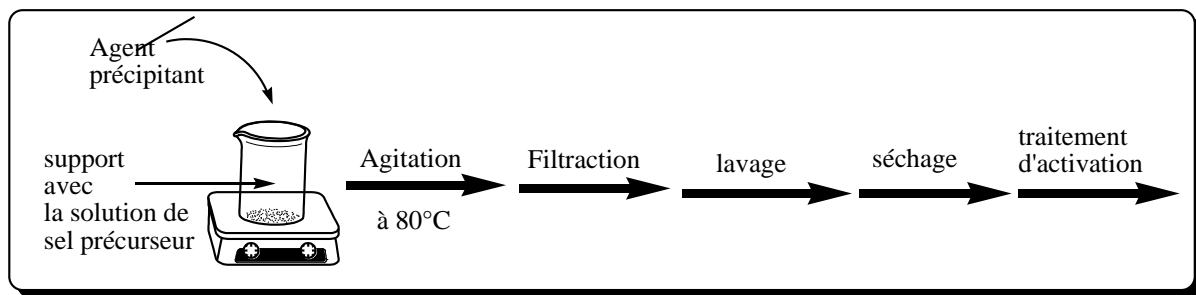 Agent
précipitant
support
avec
la solution de
sel précurseur
Agitation
à 80°C
Filtraction
lavage
séchage
traitement
d'activation